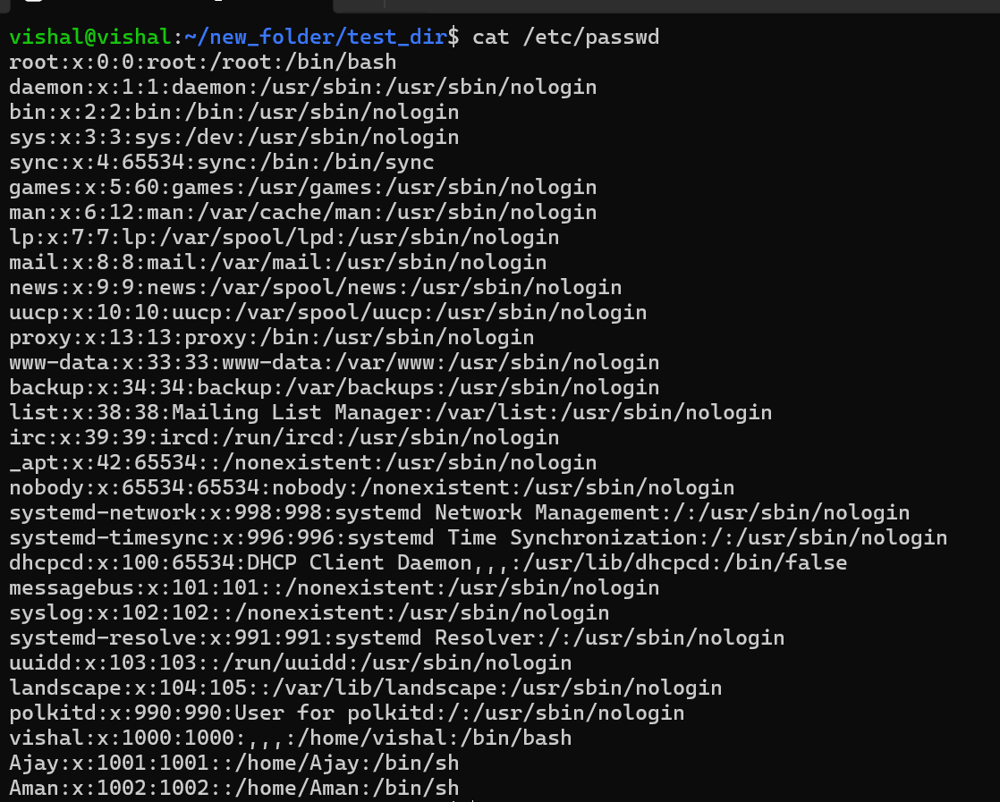 vishal@vishal:~/new_folder/test_dir$ cat /etc/passwd
root:x:0:0:root:/root:/bin/bash
daemon:x:1:1:daemon:/usr/sbin:/usr/sbin/nologin
bin:x:2:2:bin:/bin:/usr/sbin/nologin
sys:x:3:3:sys:/dev:/usr/sbin/nologin
sync:x:4:65534:sync:/bin:/bin/sync
games:x:5:60:games:/usr/games:/usr/sbin/nologin
man:x:6:12:man:/var/cache/man:/usr/sbin/nologin
lp:x:7:7:lp:/var/spool/lpd:/usr/sbin/nologin
mail:x:8:8:mail:/var/mail:/usr/sbin/nologin
news:x:9:9:news:/var/spool/news:/usr/sbin/nologin
uucp:x:10:10:uucp:/var/spool/uucp:/usr/sbin/nologin
proxy:x:13:13:proxy:/bin:/usr/sbin/nologin
www-data:x:33:33:www-data:/var/www:/usr/sbin/nologin
backup:x:34:34:backup:/var/backups:/usr/sbin/nologin
list:x:38:38:Mailing List Manager:/var/list:/usr/sbin/nologin
irc:x:39:39:ircd:/run/ircd:/usr/sbin/nologin
_apt:x:42:65534::/nonexistent:/usr/sbin/nologin
nobody:x:65534:65534:nobody:/nonexistent:/usr/sbin/nologin
systemd-network:x:998:998:systemd Network Management:/:/usr/sbin/nologin
systemd-timesync:x:996:996:systemd Time Synchronization:/:/usr/sbin/nologin
dhcpcd:x:100:65534:DHCP Client Daemon,,,:/usr/lib/dhcpcd:/bin/false
messagebus:x:101:101::/nonexistent:/usr/sbin/nologin
syslog:x:102:102::/nonexistent:/usr/sbin/nologin
systemd-resolve:x:991:991:systemd Resolver:/:/usr/sbin/nologin
uuidd:x:103:103::/run/uuidd:/usr/sbin/nologin
landscape:x:104:105::/var/lib/landscape:/usr/sbin/nologin
polkitd:x:990:990:User for polkitd:/:/usr/sbin/nologin
vishal:x:1000:1000:,,,:/home/vishal:/bin/bash
Ajay:x:1001:1001::/home/Ajay:/bin/sh
Aman:x:1002:1002::/home/Aman:/bin/sh